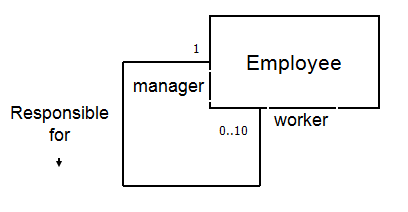 1
Employee
manager
Responsible
for
0..10
worker